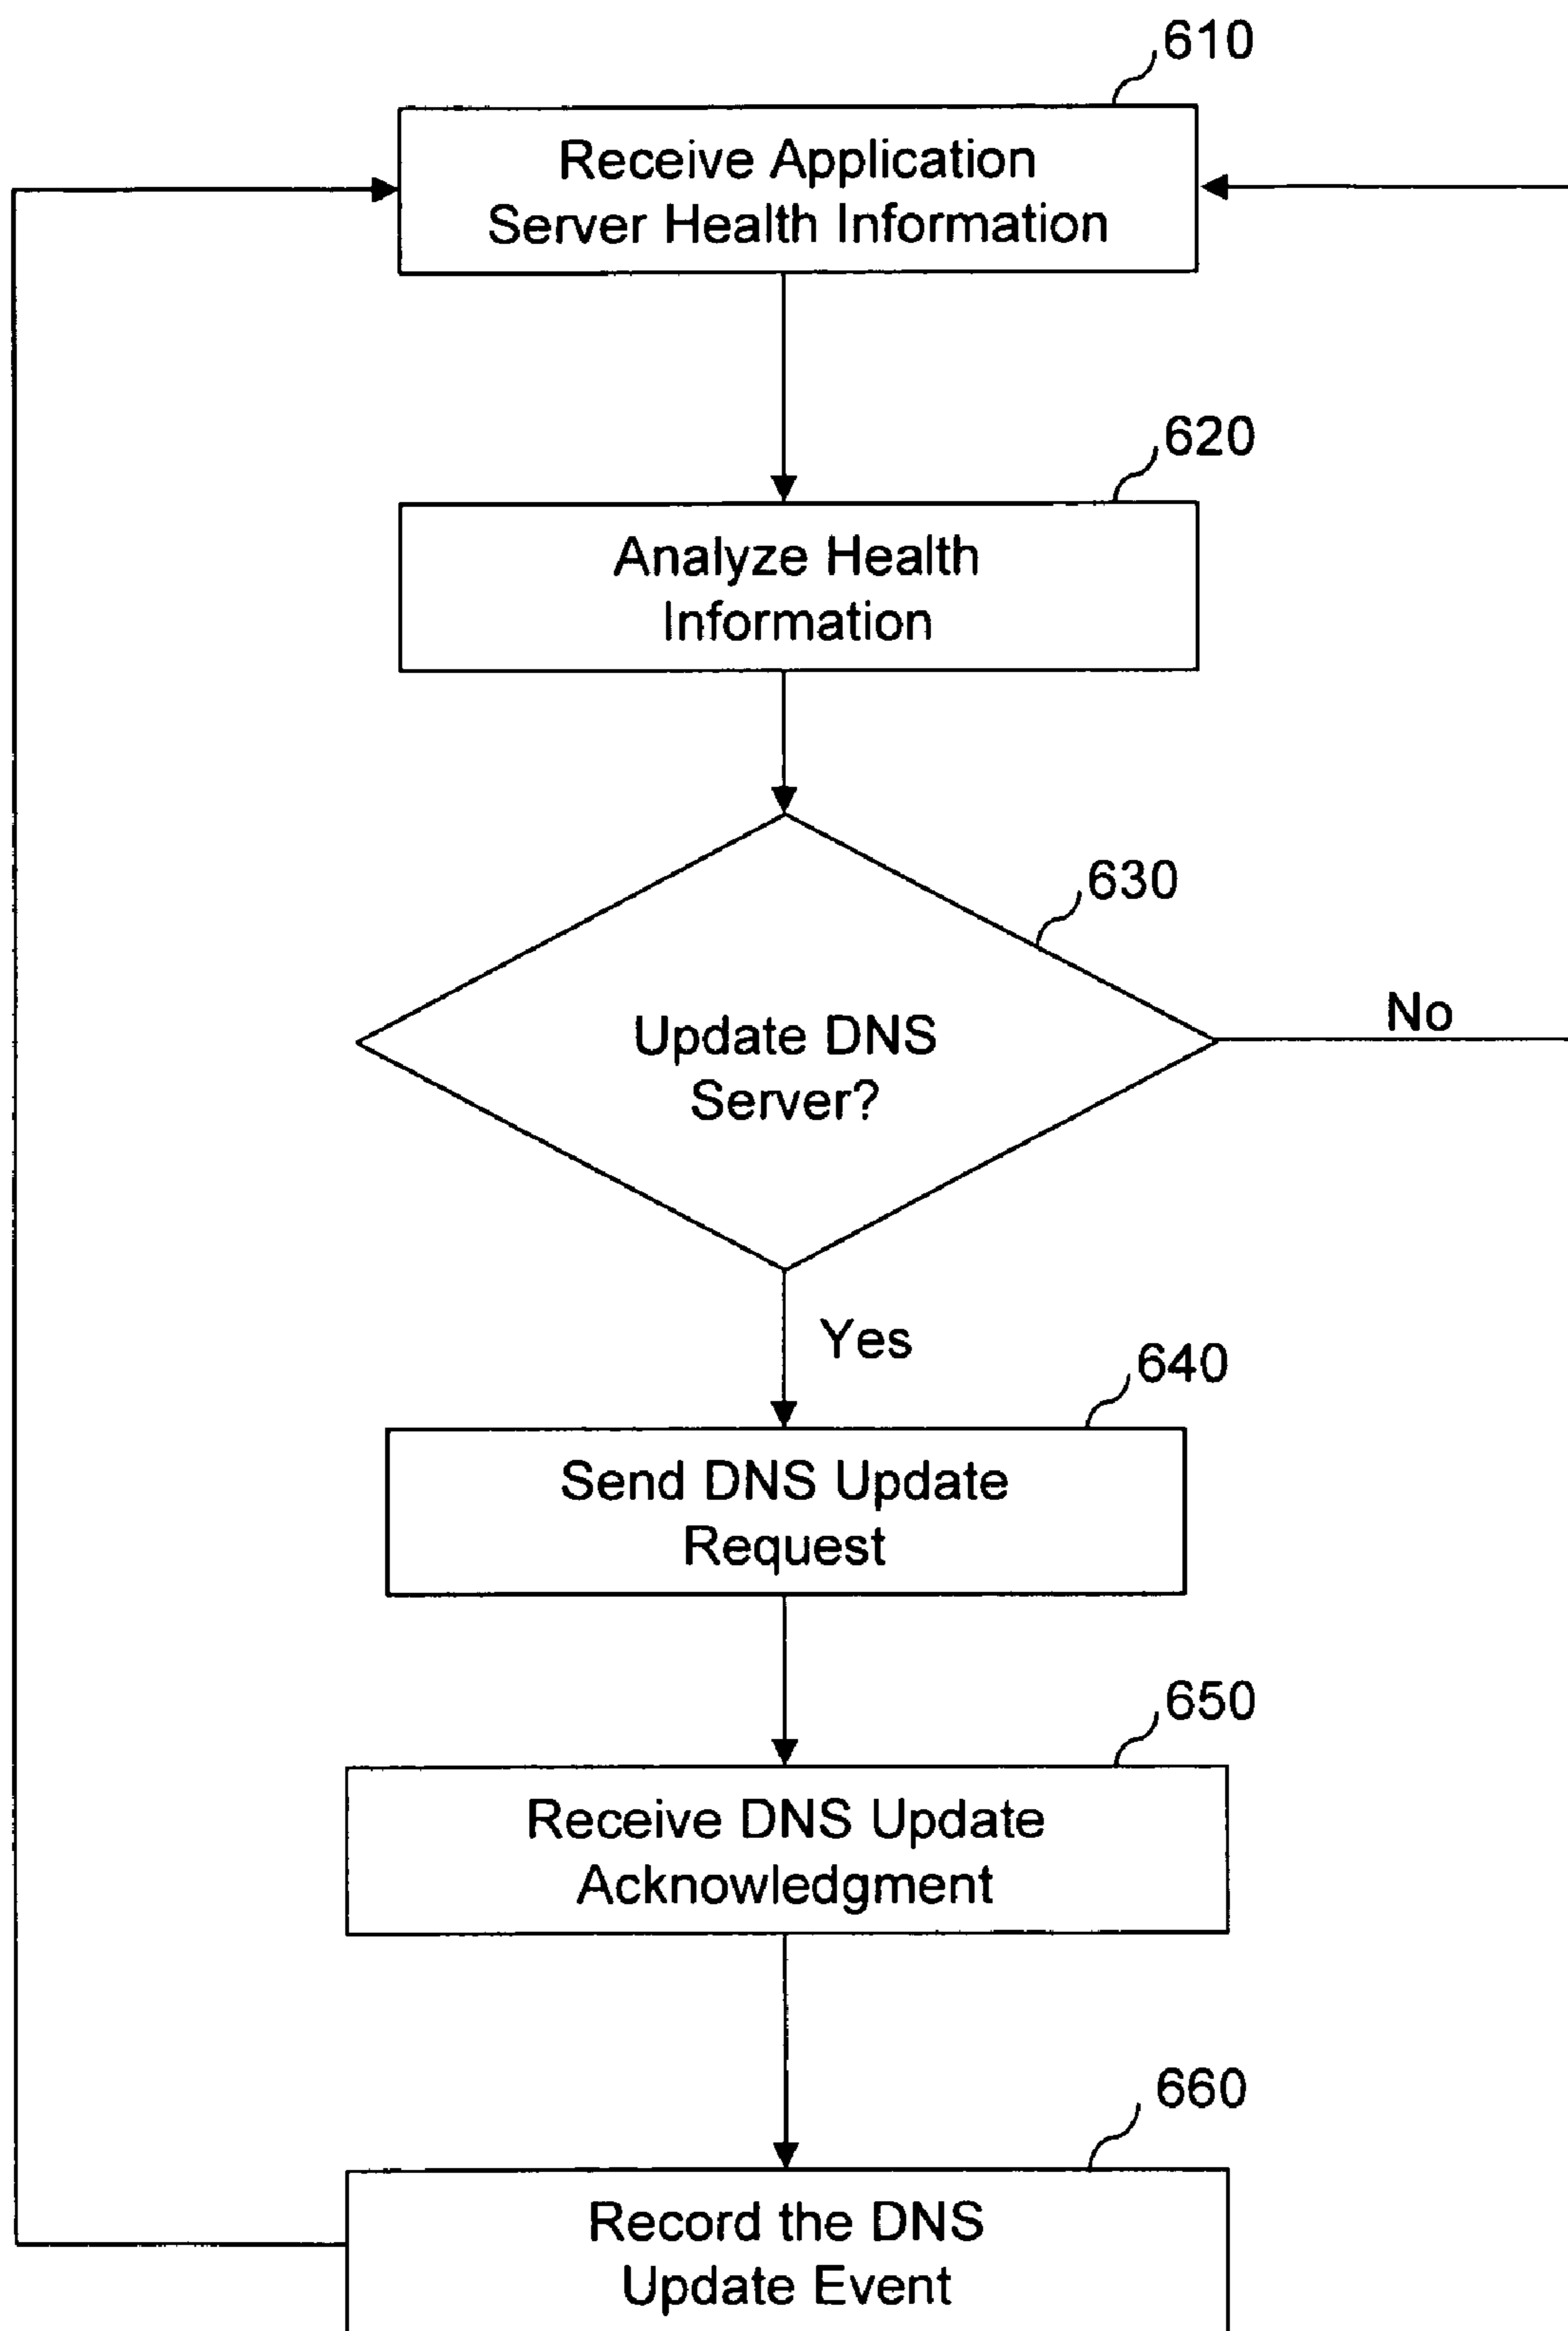 610
Receive Application
Server Health Information
620
Analyze Health
Information
630
Update DNS
Server?
No
Yes
640
Send DNS Update
Request
650
Receive DNS Update
Acknowledgment
660
Record the DNS
Update Event